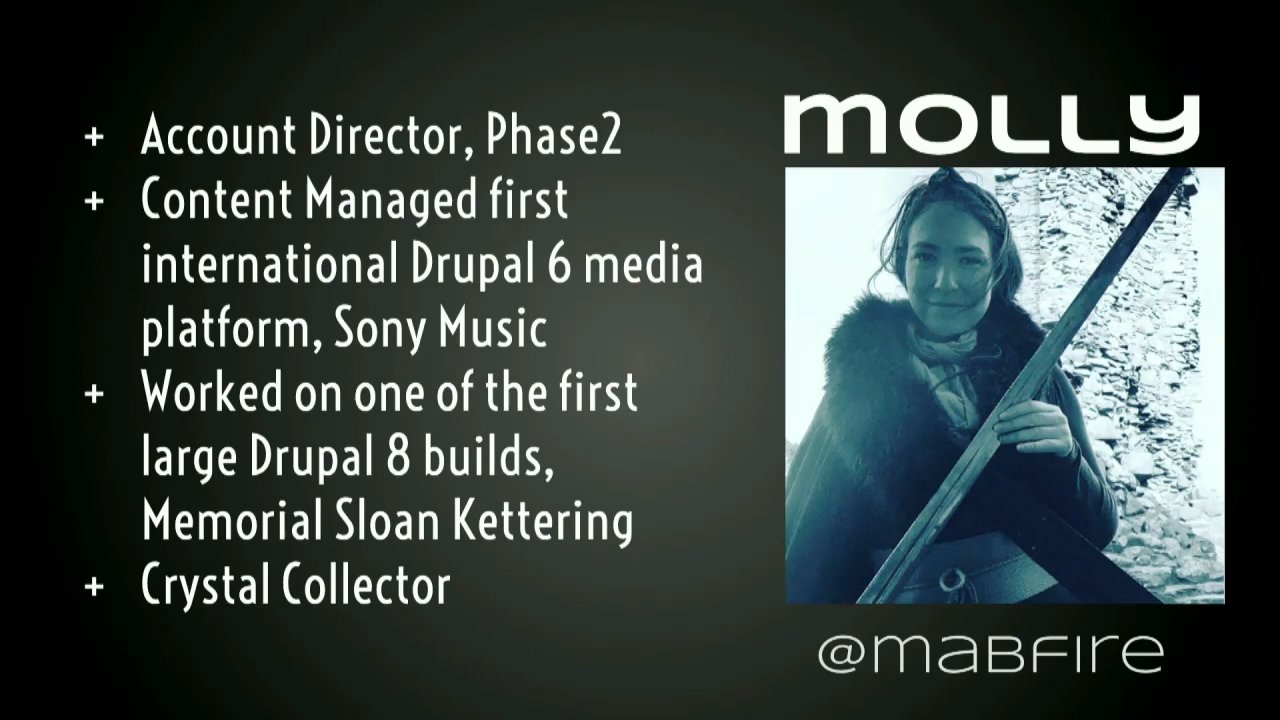 + Account Director, Phase2
+ Content Managed first
international Drupal 6 media
platform, Sony Music
+ Worked on one of the first
large Drupal 8 builds,
Memorial Sloan Kettering
+ Crystal Collector
MOLLY
@MABFIRE